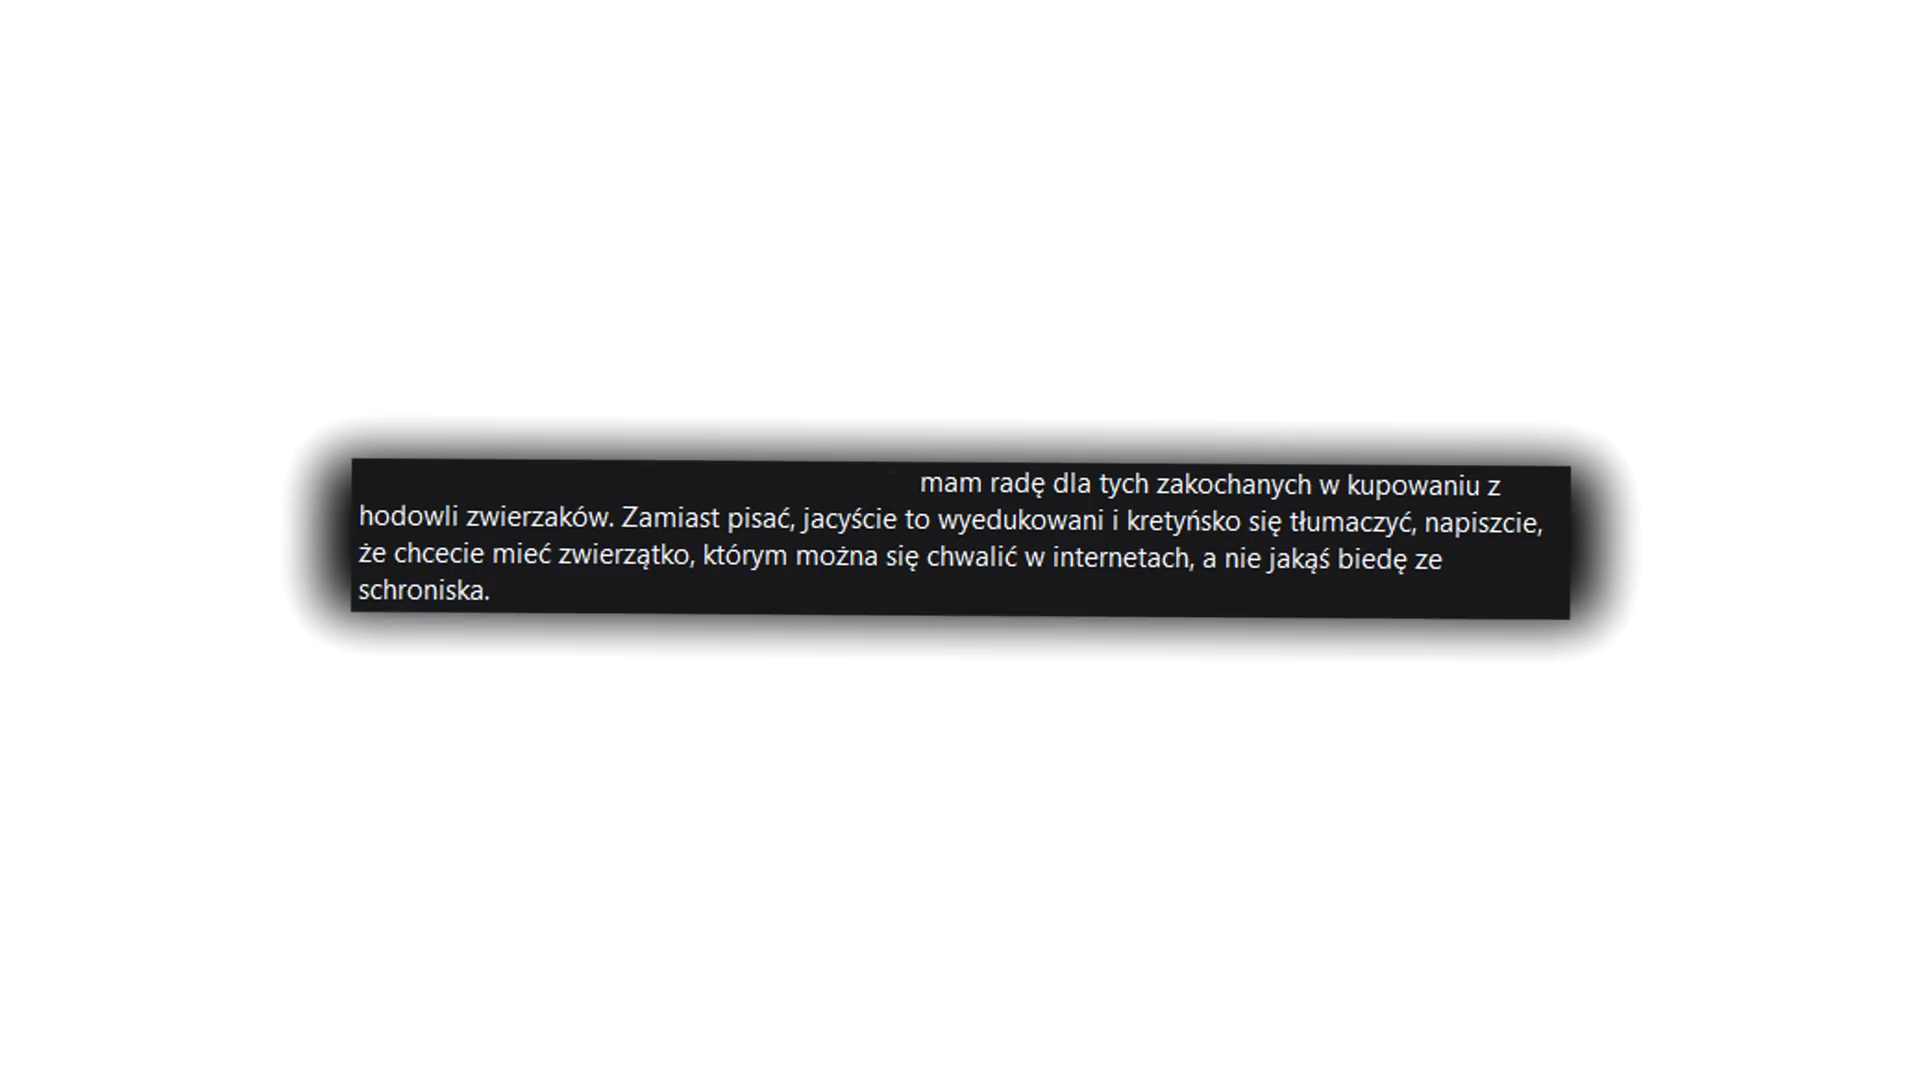 mam radę dla tych zakochanych w kupowaniu z
hodowli zwierzaków. Zamiast pisać, jacyście to wyedukowani i kretyńsko się tłumaczyć, napiszcie,
że chcecie mieć zwierzątko, którym można się chwalić w internetach, a nie jakąś biedę ze
schroniska.